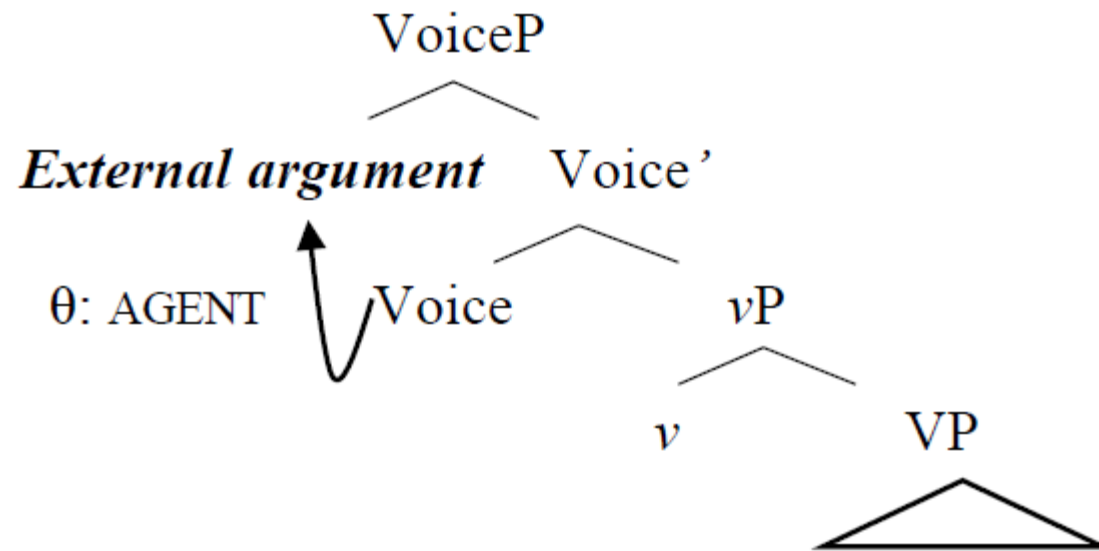 VoiceP
External argument Voice’
θ: AGENT Voice vP
v VP